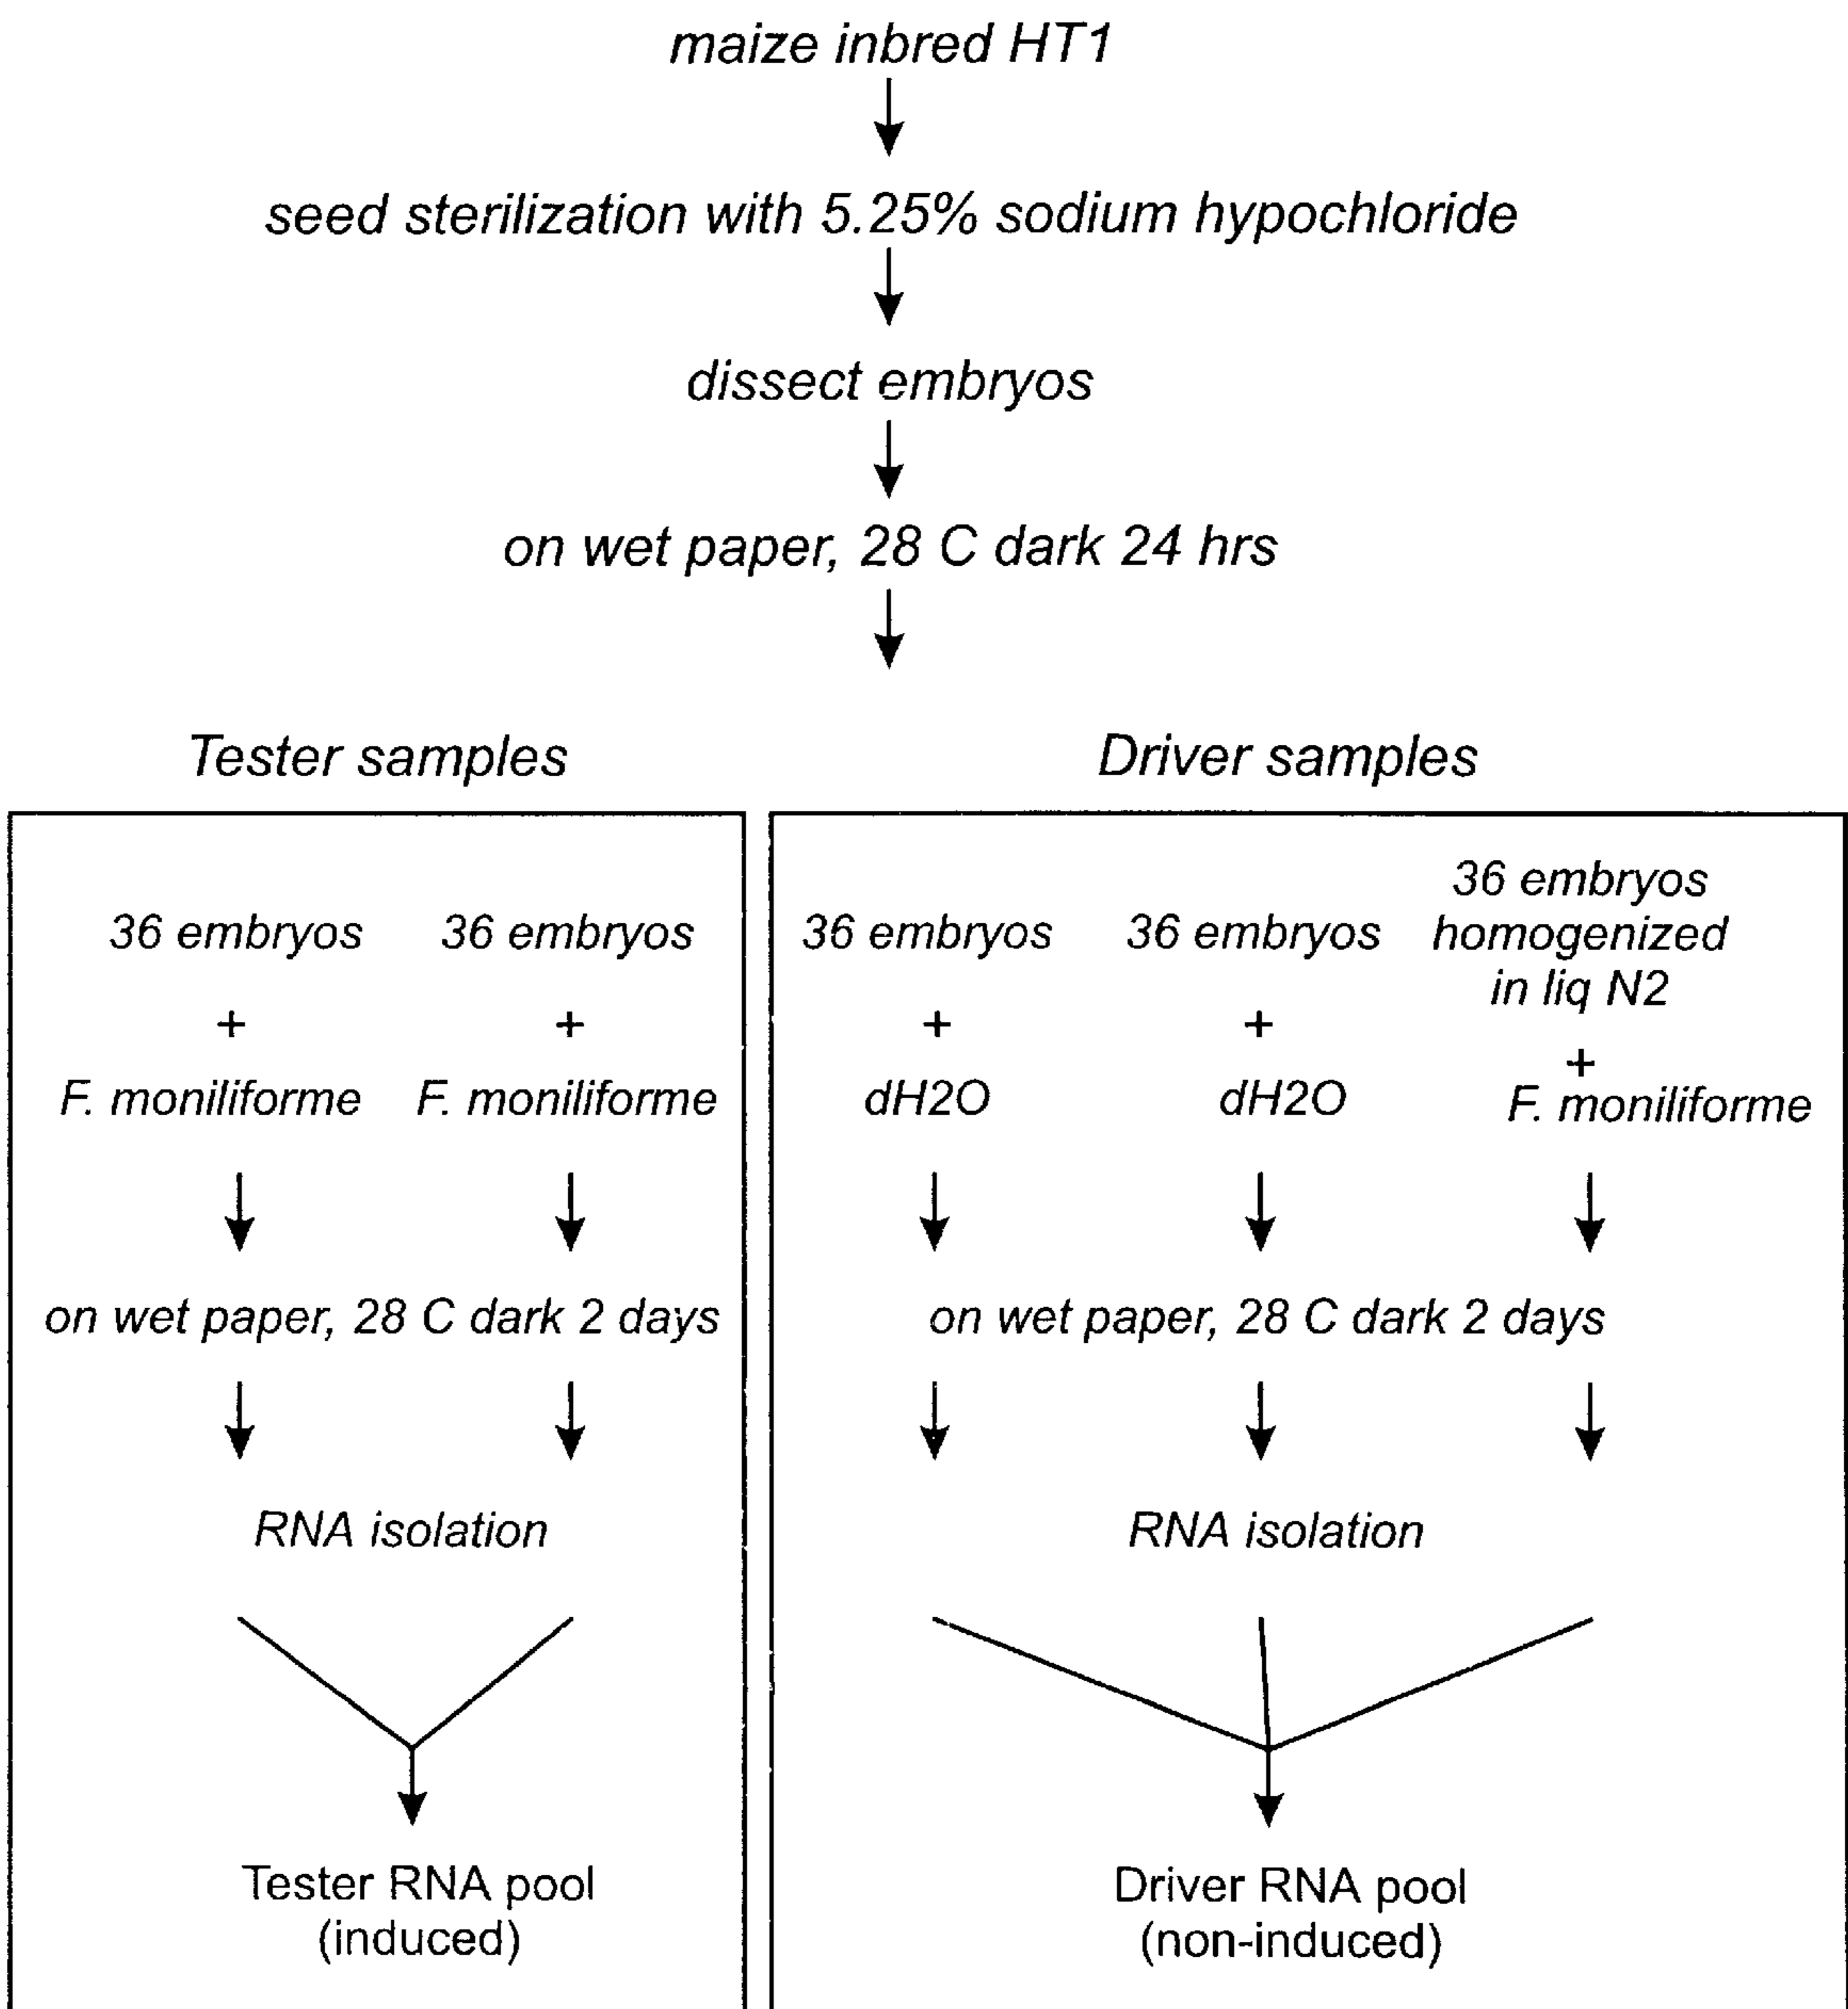 maize inbred HT1
seed sterilization with 5.25% sodium hypochloride
dissect embryos
on wet paper, 28 C dark 24 hrs
Tester samples
36 embryos
+
F. moniliforme
36 embryos
+
F. moniliforme
on wet paper, 28 C dark 2 days
RNA isolation
Tester RNA pool
(induced)
Driver samples
36 embryos
+
dH2O
36 embryos
+
dH2O
36 embryos
homogenized
in liq N2
+
F. moniliforme
on wet paper, 28 C dark 2 days
RNA isolation
Driver RNA pool
(non-induced)